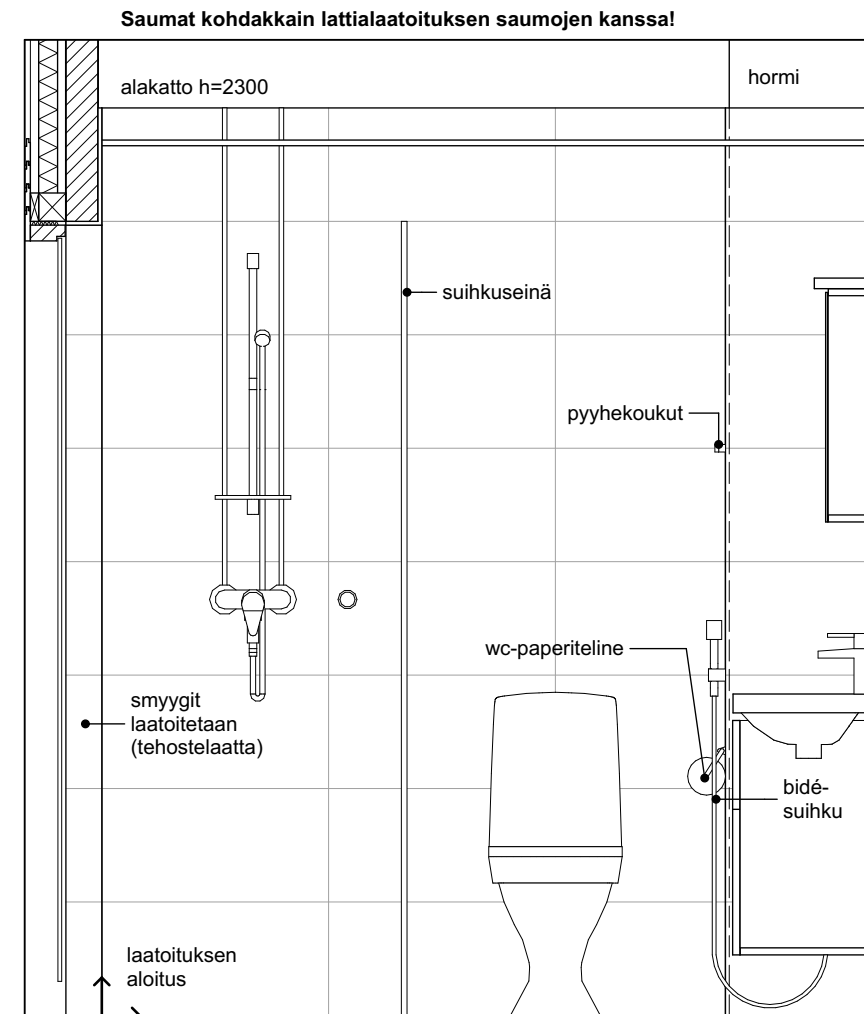 Saumat kohdakkain lattialaatoituksen saumojen kanssa!
alakatto h=2300
hormi
suihkuseinä
pyyhekoukut
wc-paperiteline
smyygit
laatoitetaan
(tehostelaatta)
bidé-
suihku
laatoituksen
aloitus